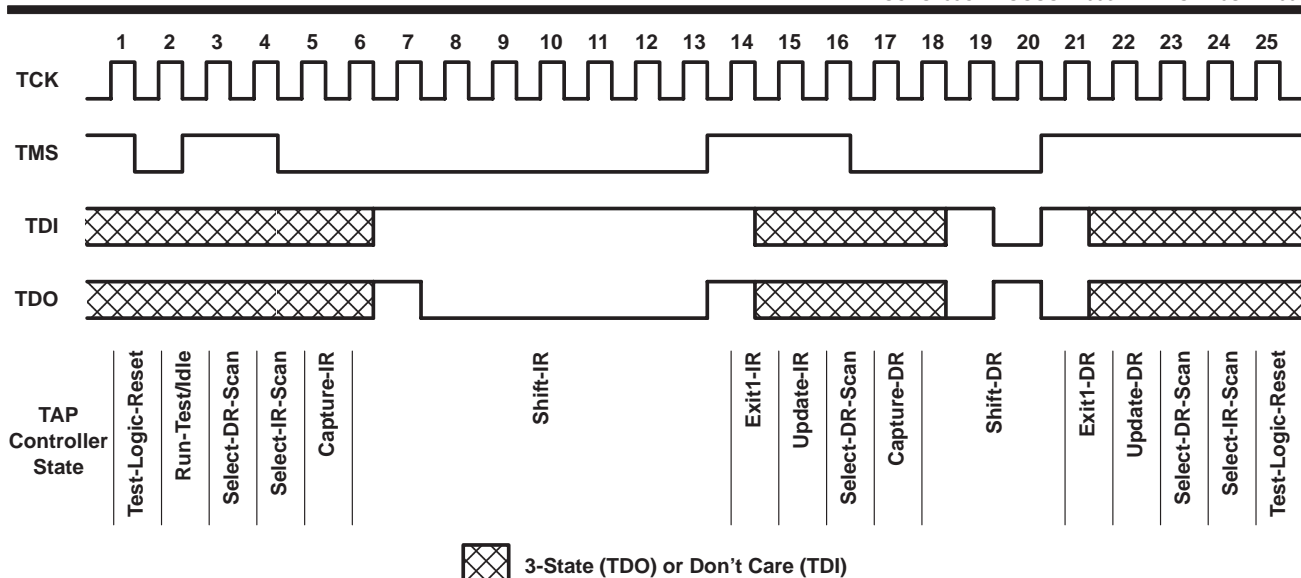 1 2 3 4 5 6 7 8 9 10 11 12 13 14 15 16 17 18 19 20 21 22 23 24 25
TCK
TMS
TDI
TDO
TAP
Controller
State
Test-Logic-Reset
Run-Test/Idle
Select-DR-Scan
Select-IR-Scan
Capture-IR
Shift-IR
Exit1-IR
Update-IR
Select-DR-Scan
Capture-DR
Shift-DR
Exit1-DR
Update-DR
Select-DR-Scan
Select-IR-Scan
Test-Logic-Reset
3-State (TDO) or Don't Care (TDI)